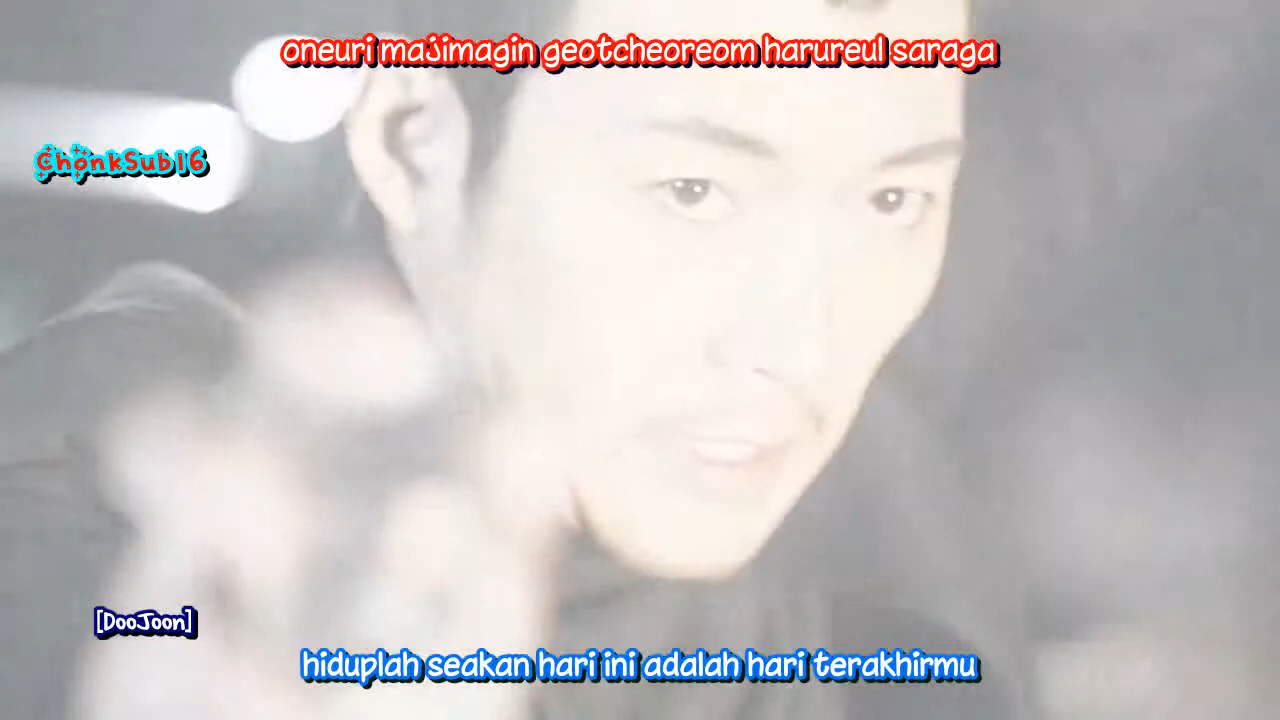 oneuri majimagin geotcheoreom harureul saraga
ChonkSub16
[DooJoon]
hiduplah seakan hari ini adalah hari terakhirmu